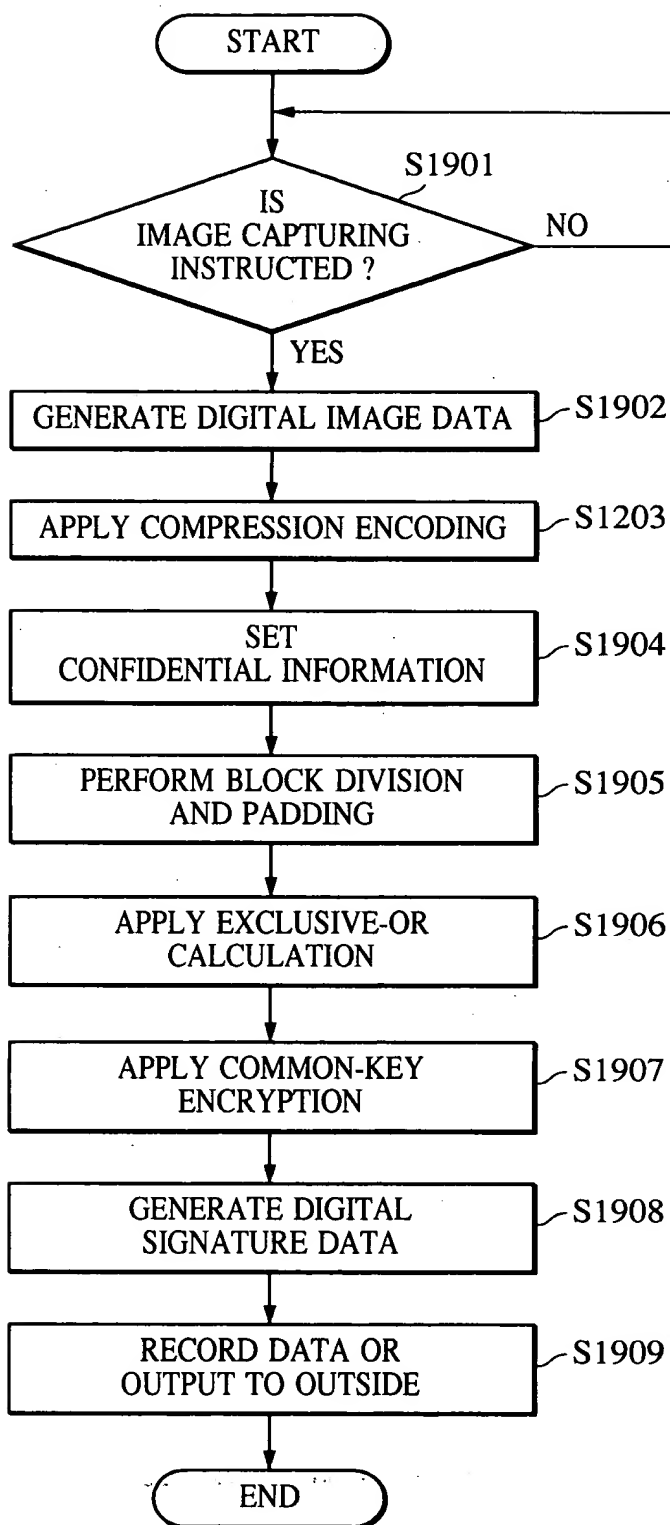 START
S1901
IS
IMAGE CAPTURING
INSTRUCTED ?
NO
YES
GENERATE DIGITAL IMAGE DATA
S1902
APPLY COMPRESSION ENCODING
S1203
SET
CONFIDENTIAL INFORMATION
S1904
PERFORM BLOCK DIVISION
AND PADDING
S1905
APPLY EXCLUSIVE-OR
CALCULATION
S1906
APPLY COMMON-KEY
ENCRYPTION
S1907
GENERATE DIGITAL
SIGNATURE DATA
S1908
RECORD DATA OR
OUTPUT TO OUTSIDE
S1909
END